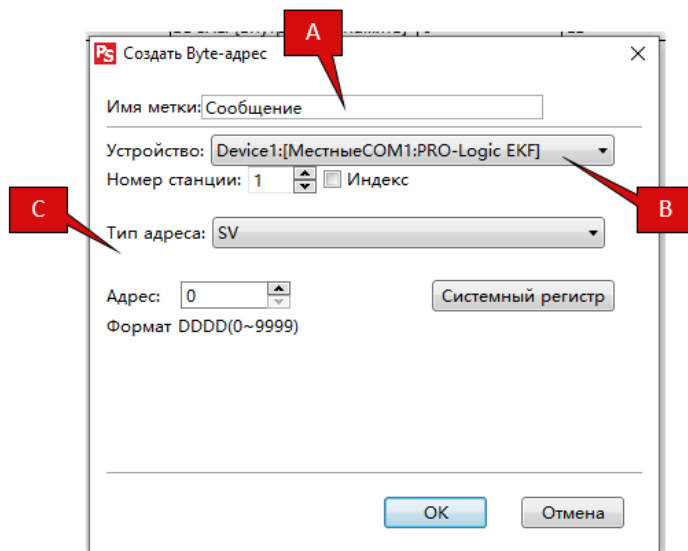 A
PS Создать Byte-адрес
Имя метки: Сообщение
Устройство: Device1:[МестныеCOM1:PRO-Logic EKF]
Номер станции: 1 Индекс
B
C
Тип адреса: SV
Адрес: 0 Системный регистр
Формат DDDD(0~9999)
OK Отмена